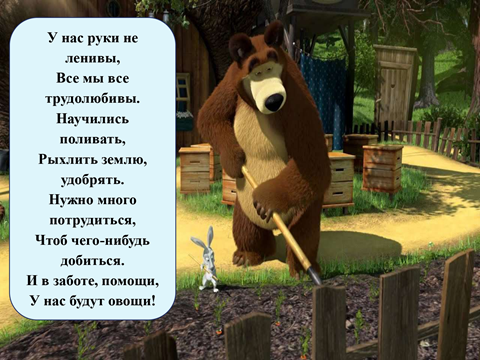 У нас руки не
ленивы,
Все мы все
трудолюбивы.
Научились
поливать,
Рыхлить землю,
удобрять.
Нужно много
потрудиться,
Чтоб чего-нибудь
добиться.
И в заботе, помощи,
У нас будут овощи!